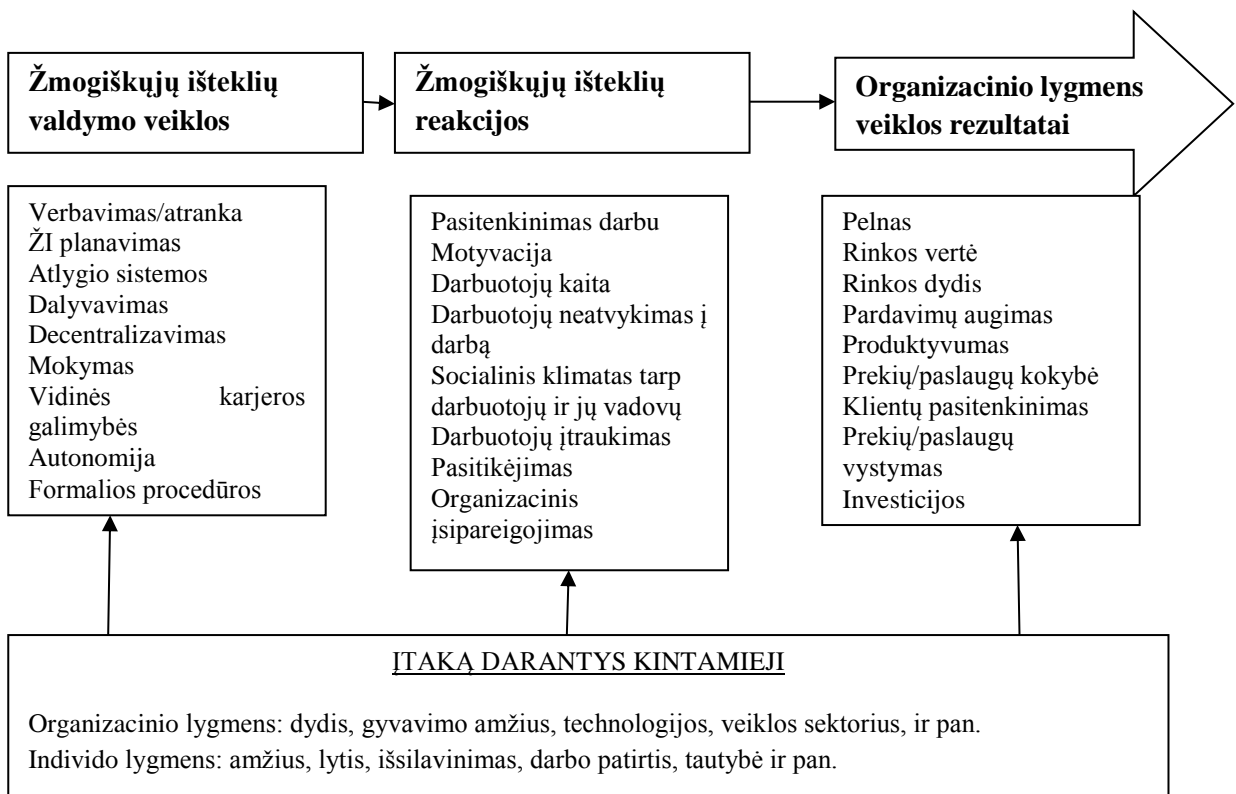 Žmogiškųjų išteklių
valdymo veiklos
Žmogiškųjų išteklių
reakcijos
Organizacinio lygmens
veiklos rezultatai
Verbavimas/atranka
ŽI planavimas
Atlygio sistemos
Dalyvavimas
Decentralizavimas
Mokymas
Vidinės karjeros
galimybės
Autonomija
Formalios procedūros
Pasitenkinimas darbu
Motyvacija
Darbuotojų kaita
Darbuotojų neatvykimas į
darbą
Socialinis klimatas tarp
darbuotojų ir jų vadovų
Darbuotojų įtraukimas
Pasitikėjimas
Organizacinis
įsipareigojimas
Pelnas
Rinkos vertė
Rinkos dydis
Pardavimų augimas
Produktyvumas
Prekių/paslaugų kokybė
Klientų pasitenkinimas
Prekių/paslaugų
vystymas
Investicijos
ĮTAKĄ DARANTYS KINTAMIEJI
Organizacinio lygmens: dydis, gyvavimo amžius, technologijos, veiklos sektorius, ir pan.
Individo lygmens: amžius, lytis, išsilavinimas, darbo patirtis, tautybė ir pan.